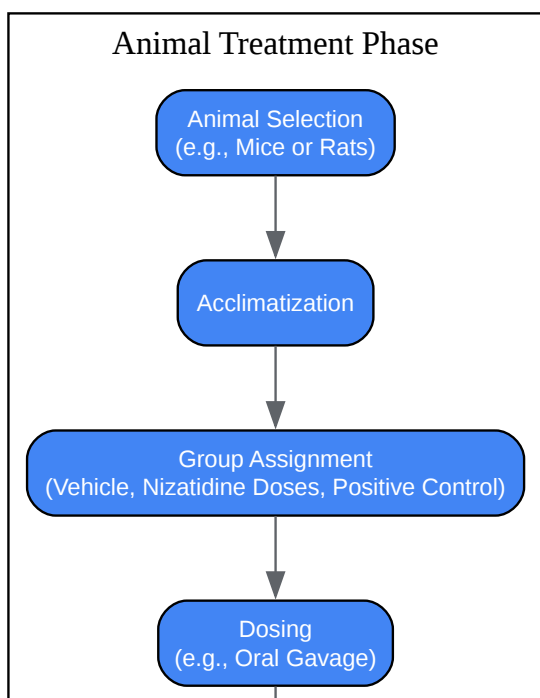 Animal Treatment Phase
Animal Selection
(e.g., Mice or Rats)
Acclimatization
Group Assignment
(Vehicle, Nizatidine Doses, Positive Control)
Dosing
(e.g., Oral Gavage)